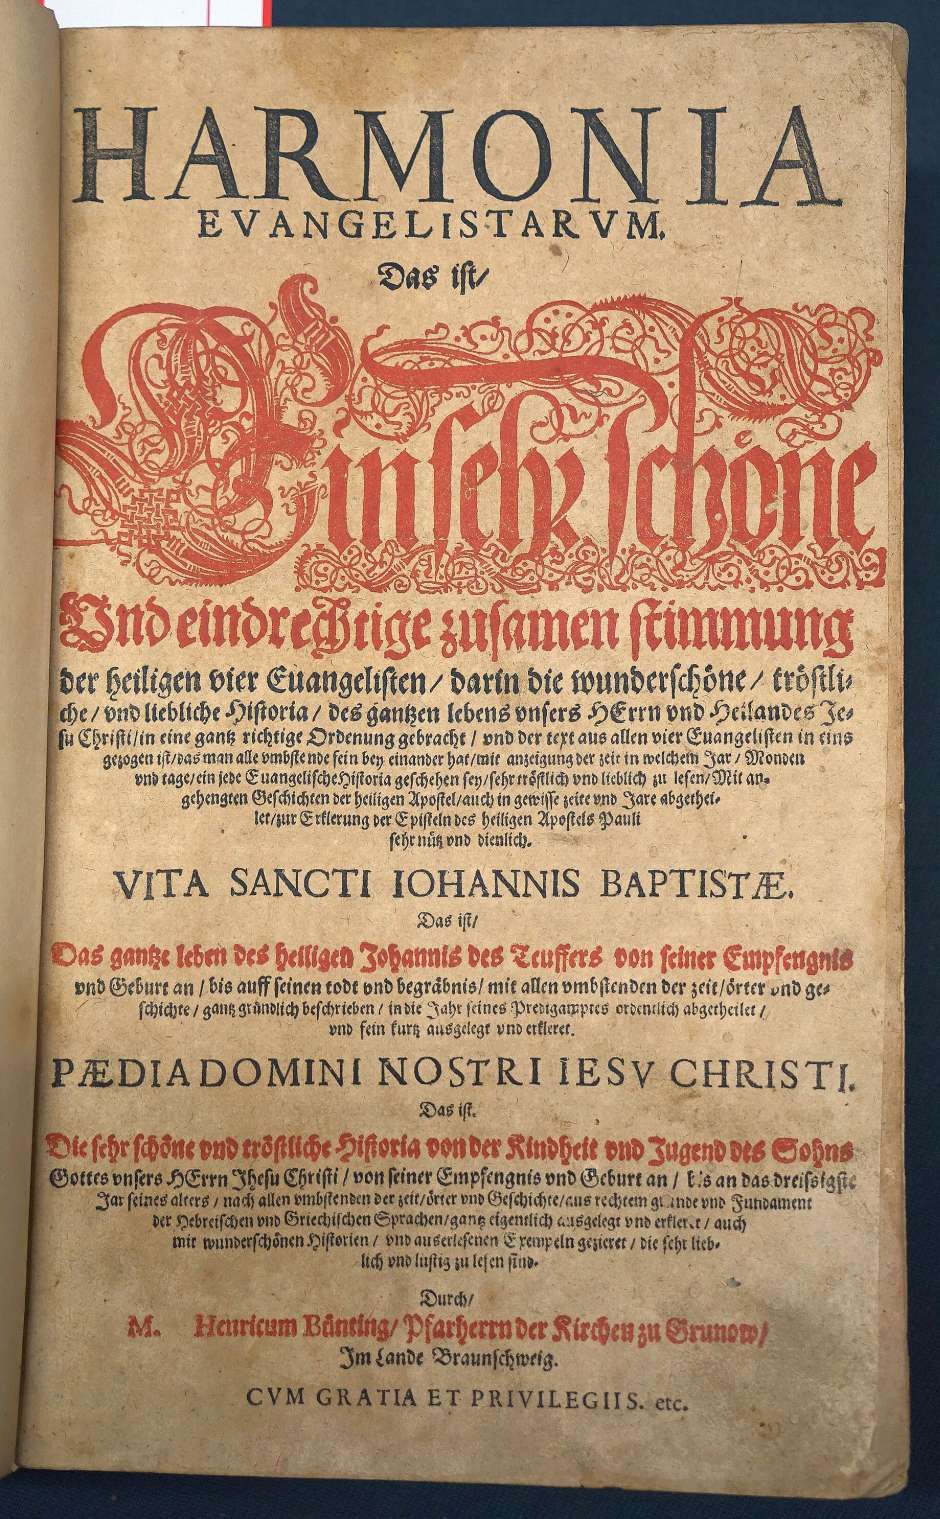 HARMONIA
EVANGELISTARVM.
Das ist/
Ein sehr schöne
Vnd eindrechtige zusamen stimmung
der heiligen vier Euangelisten/ darin die wunderschöne/ tröstli-
che/ vnd liebliche Historia/ des gantzen lebens vnsers HErrn vnd Heilandes Je-
su Christi/in eine gantz richtige Ordenung gebracht/ vnd der text aus allen vier Euangelisten in eins
gezogen ist/das man alle vmbstende fein bey einander hat/mit anzeigung der zeit in welchem Jar/ Monden
vnd tage/ein jede EuangelischeHistoria geschehen sey/sehr tröstlich vnd lieblich zu lesen/Mit an-
gehengten Geschichten der heiligen Apostel/auch in gewisse zeite vnd Jare abgethei-
let/zur Erklerung der Episteln des heiligen Apostels Pauli
sehr nütz vnd dienlich.
VITA SANCTI IOHANNIS BAPTISTÆ.
Das ist/
Das gantze leben des heiligen Johannis des Teuffers von seiner Empfengnis
vnd Geburt an/ bis auff seinen todt vnd begräbnis/ mit allen vmbstenden der zeit/örter vnd ge-
schichte/ gantz gründlich beschrieben/ in die Jahr seines Predigamptes ordentlich abgetheilet/
vnd fein kurtz ausgelegt vnd erkleret.
PÆDIA DOMINI NOSTRI IESV CHRISTI.
Das ist.
Die sehr schöne vnd tröstliche Historia von der Kindheit vnd Jugend des Sohns
Gottes vnsers HErrn Jhesu Christi/ von seiner Empfengnis vnd Geburt an/ bis an das dreissigste
Jar seines alters/ nach allen vmbstenden der zeit/örter vnd Geschichte/aus rechtem grunde vnd Fundament
der Hebreischen vnd Griechischen Sprachen/gantz eigentlich ausgelegt vnd erkleret/ auch
mit wunderschönen Historien/ vnd auserlesenen Exempeln gezieret/ die sehr lieb-
lich vnd lustig zu lesen sind.
Durch/
M. Henricum Bünting/ Pfarherrn der Kirchen zu Grunow/
Im Lande Braunschweig.
CVM GRATIA ET PRIVILEGIIS. etc.